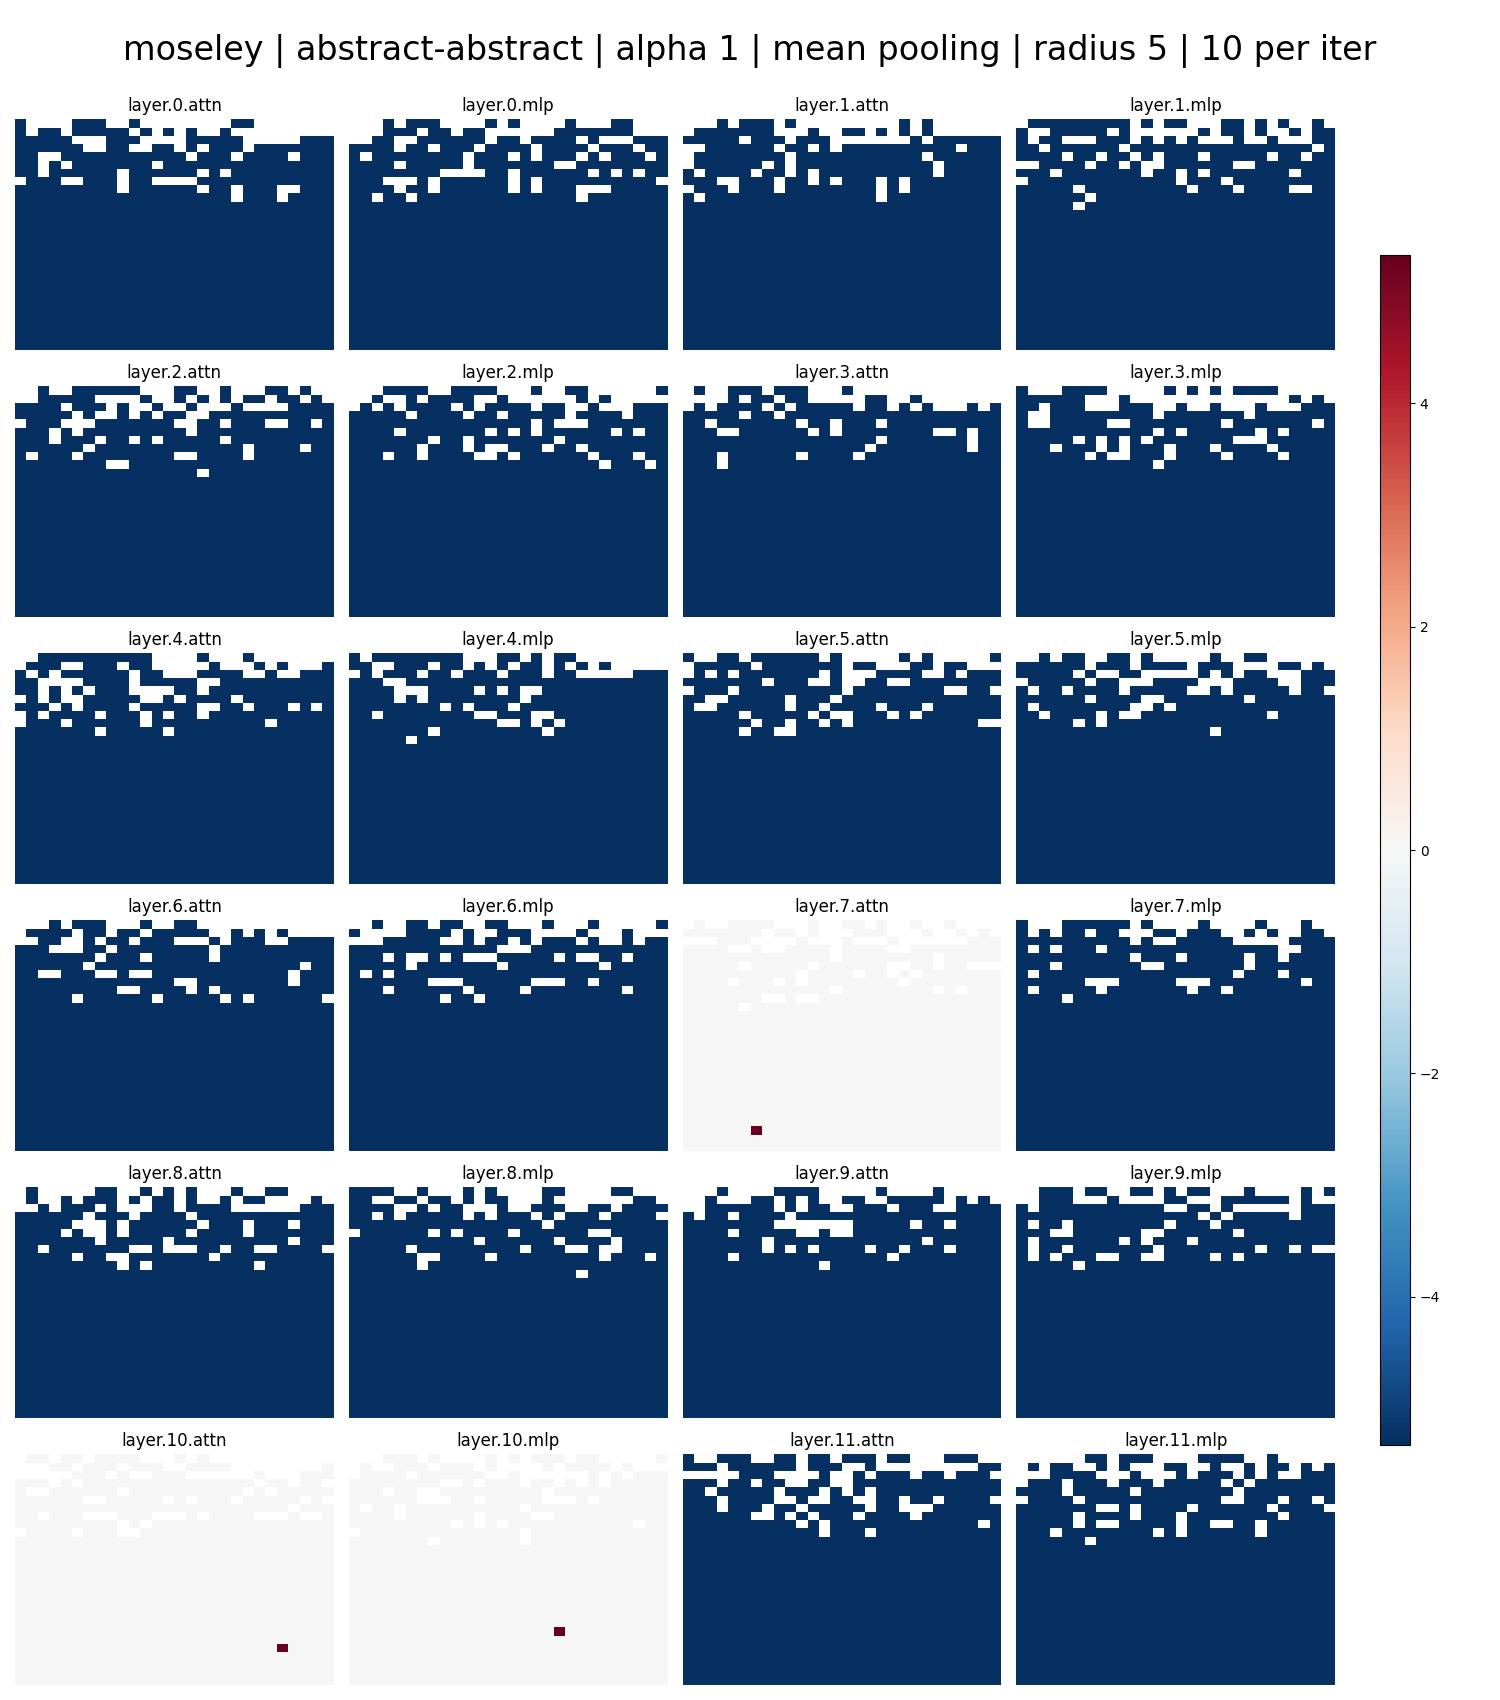 moseley | abstract-abstract | alpha 1 | mean pooling | radius 5 | 10 per iter
layer.0.attn
layer.0.mlp
layer.1.attn
layer.1.mlp
layer.2.attn
layer.2.mlp
layer.3.attn
layer.3.mlp
layer.4.attn
layer.4.mlp
layer.5.attn
layer.5.mlp
layer.6.attn
layer.6.mlp
layer.7.attn
layer.7.mlp
layer.8.attn
layer.8.mlp
layer.9.attn
layer.9.mlp
layer.10.attn
layer.10.mlp
layer.11.attn
layer.11.mlp
4
2
0
−2
−4